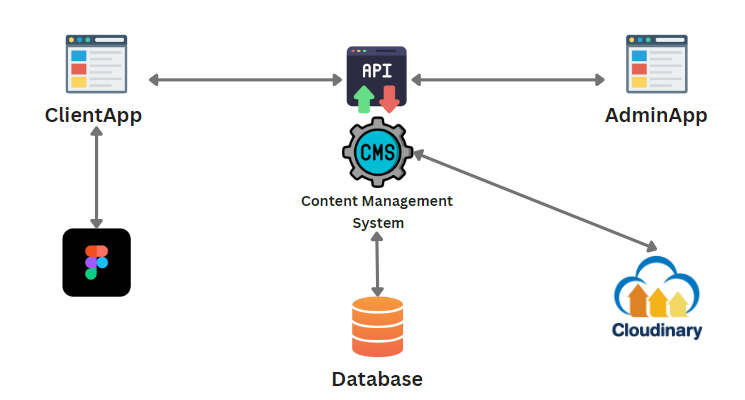 API
ClientApp
AdminApp
CMS
Content Management
System
Cloudinary
Database